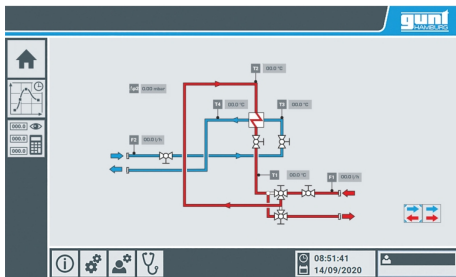 gunt
HAMBURG
T2 00.0 °C
Δp0 0.00 mbar
T4 00.0 °C
T3 00.0 °C
000.0
000.0
000.0
F2 00.0 l/h
T1 00.0 °C
F1 00.0 l/h
08:51:41
14/09/2020